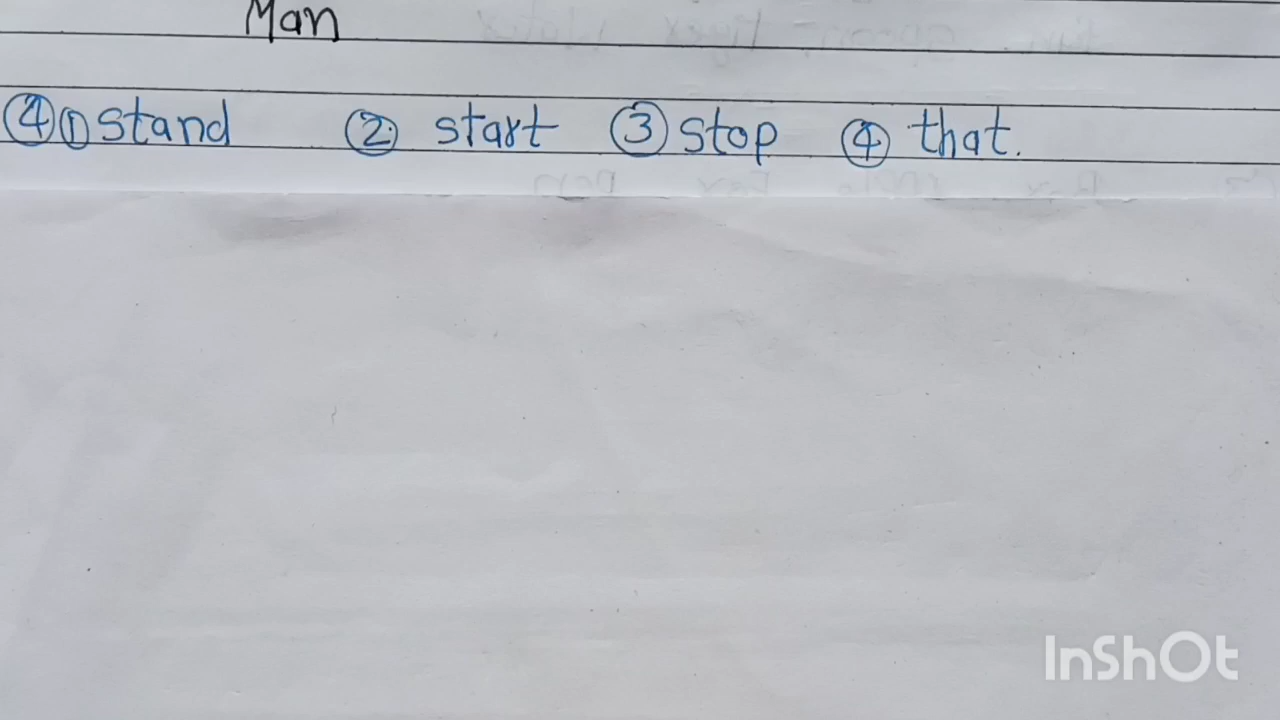 Man
④ ① stand ② start ③ stop ④ that.
InShOt